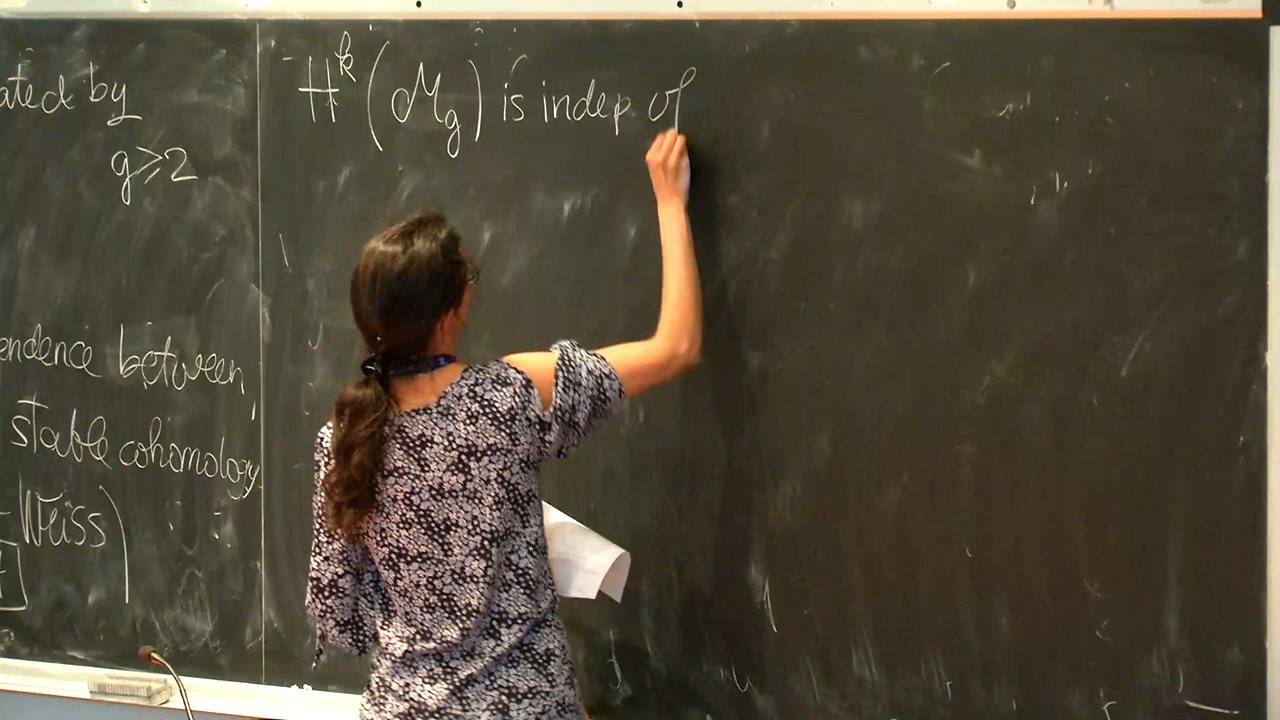 ated by
g⩾2
endence between
stable cohomology
-Weiss)
H^k(M_g) is indep of